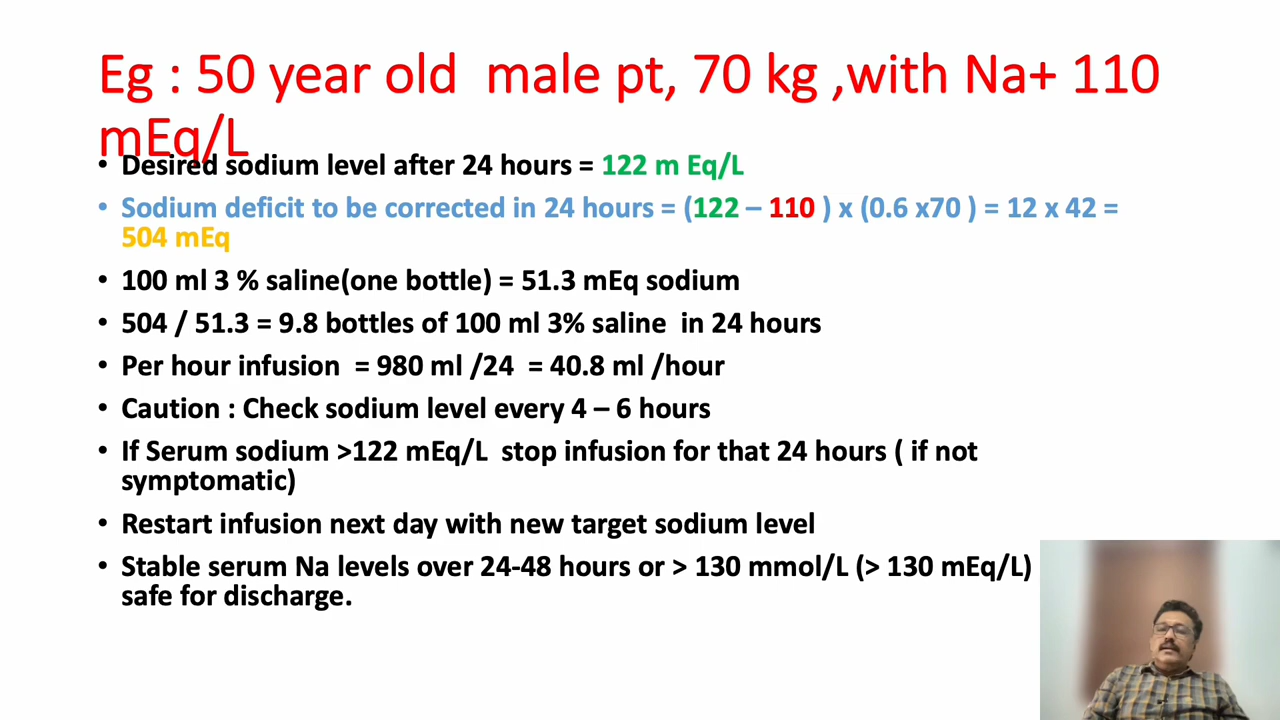 Eg : 50 year old  male pt, 70 kg ,with Na+ 110
mEq/L
• Desired sodium level after 24 hours = 122 m Eq/L
• Sodium deficit to be corrected in 24 hours = (122 – 110 ) x (0.6 x70 ) = 12 x 42 =
504 mEq
• 100 ml 3 % saline(one bottle) = 51.3 mEq sodium
• 504 / 51.3 = 9.8 bottles of 100 ml 3% saline  in 24 hours
• Per hour infusion  = 980 ml /24  = 40.8 ml /hour
• Caution : Check sodium level every 4 – 6 hours
• If Serum sodium >122 mEq/L  stop infusion for that 24 hours ( if not
symptomatic)
• Restart infusion next day with new target sodium level
• Stable serum Na levels over 24-48 hours or > 130 mmol/L (> 130 mEq/L)
safe for discharge.